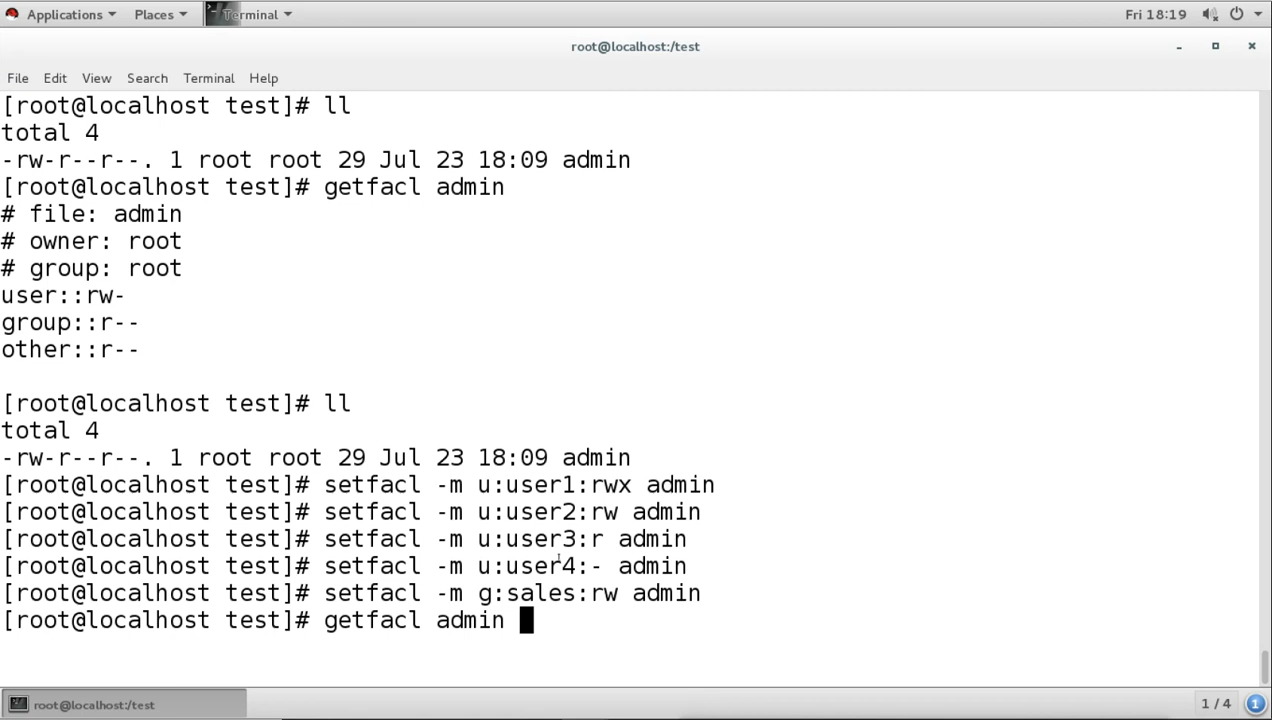 Applications Places Terminal Fri 18:19
root@localhost:/test
File Edit View Search Terminal Help
[root@localhost test]# ll
total 4
-rw-r--r--. 1 root root 29 Jul 23 18:09 admin
[root@localhost test]# getfacl admin
# file: admin
# owner: root
# group: root
user::rw-
group::r--
other::r--
[root@localhost test]# ll
total 4
-rw-r--r--. 1 root root 29 Jul 23 18:09 admin
[root@localhost test]# setfacl -m u:user1:rwx admin
[root@localhost test]# setfacl -m u:user2:rw admin
[root@localhost test]# setfacl -m u:user3:r admin
[root@localhost test]# setfacl -m u:user4:- admin
[root@localhost test]# setfacl -m g:sales:rw admin
[root@localhost test]# getfacl admin
root@localhost:/test 1 / 4 1